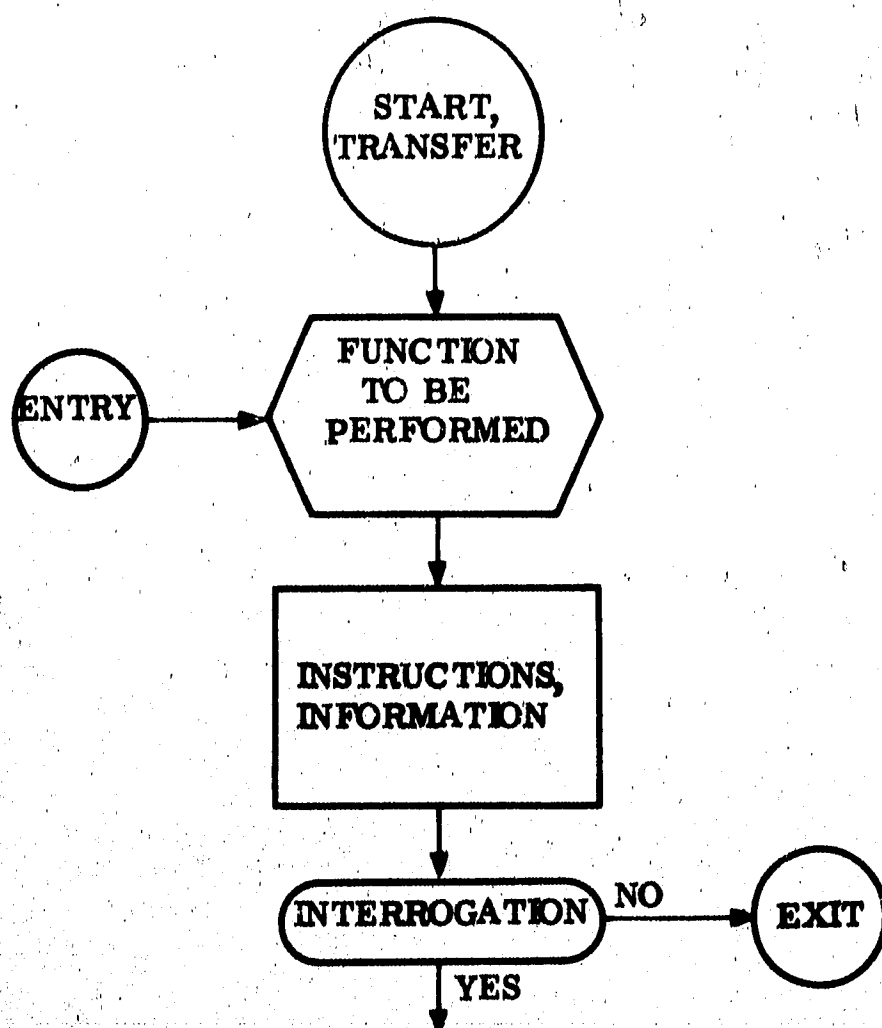 START,
TRANSFER
FUNCTION
TO BE
PERFORMED
ENTRY
INSTRUCTIONS,
INFORMATION
INTERROGATION
NO
EXIT
YES